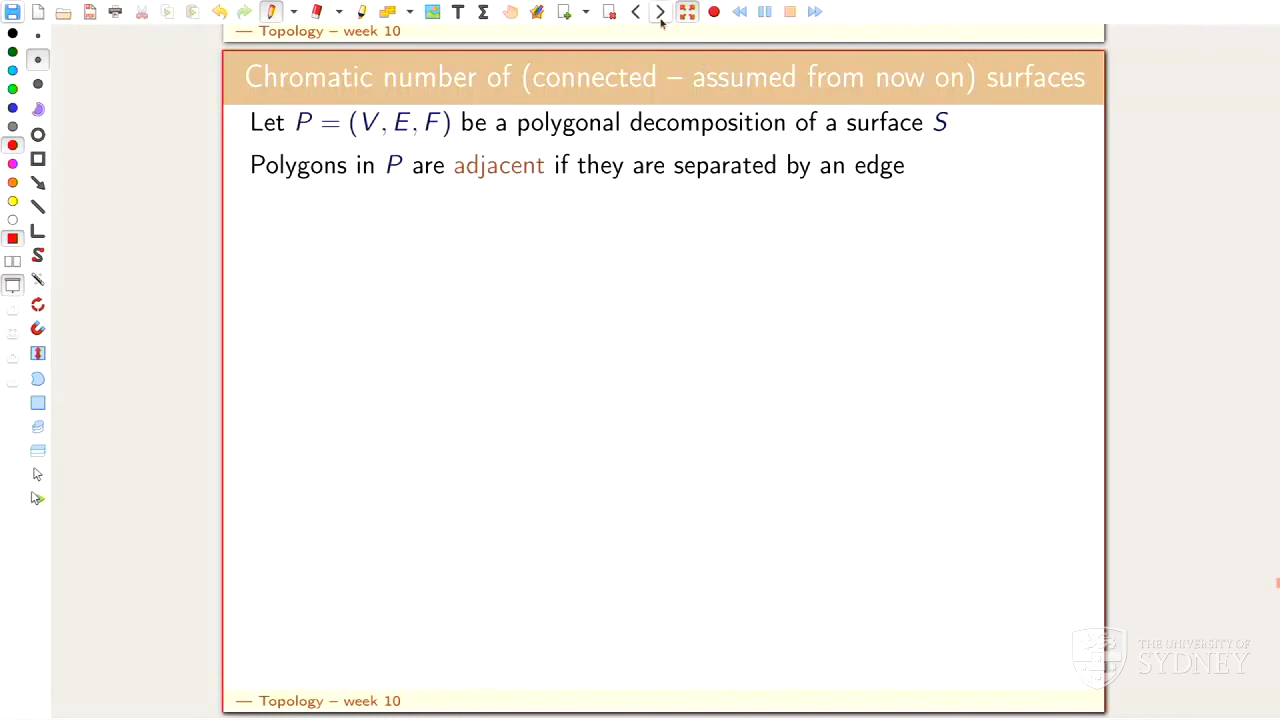 — Topology – week 10
Chromatic number of (connected – assumed from now on) surfaces
Let P = (V, E, F) be a polygonal decomposition of a surface S
Polygons in P are adjacent if they are separated by an edge
THE UNIVERSITY OF
SYDNEY
— Topology – week 10